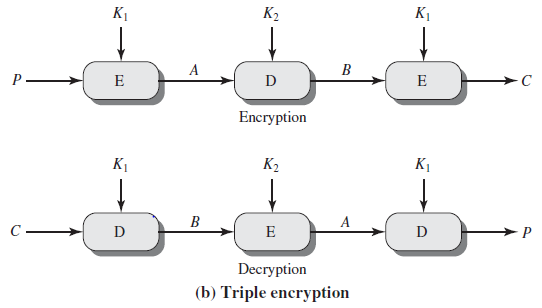 K1 K2 K1
P E A D B E C
Encryption
K1 K2 K1
C D B E A D P
Decryption
(b) Triple encryption